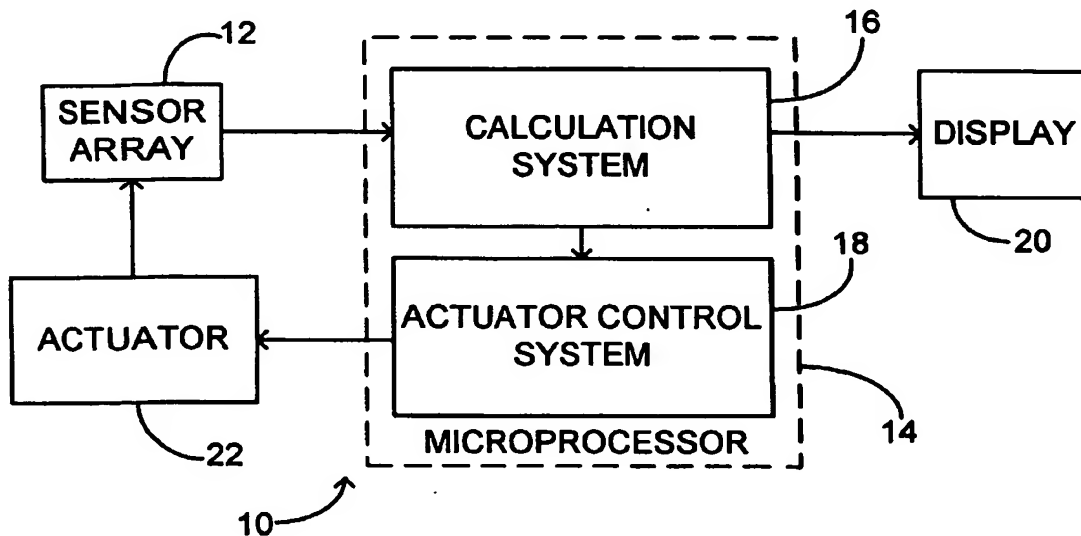 12
16
SENSOR
ARRAY
CALCULATION
SYSTEM
DISPLAY
20
18
ACTUATOR
ACTUATOR CONTROL
SYSTEM
22
MICROPROCESSOR
14
10